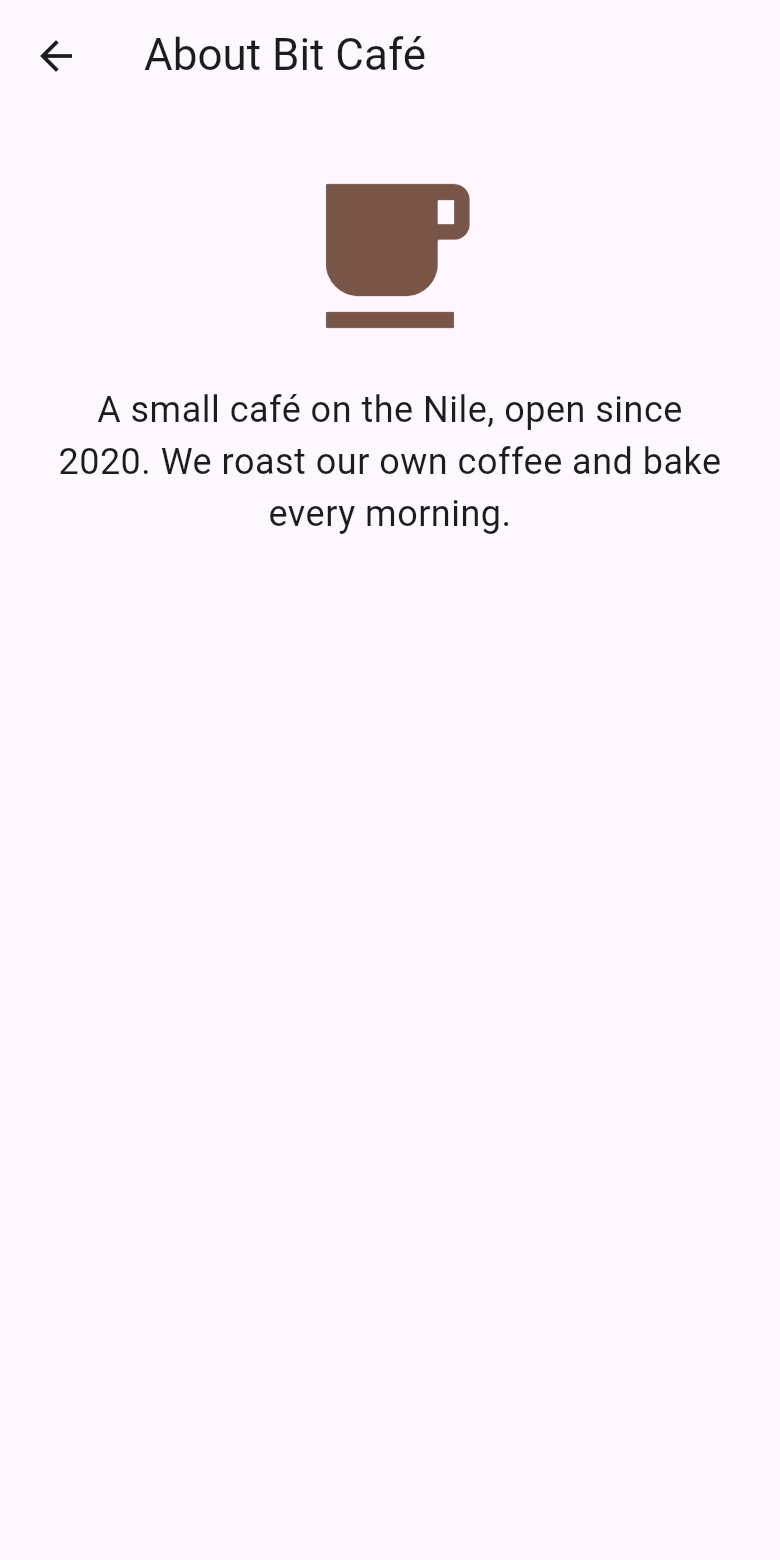 About Bit Café
A small café on the Nile, open since
2020. We roast our own coffee and bake
every morning.